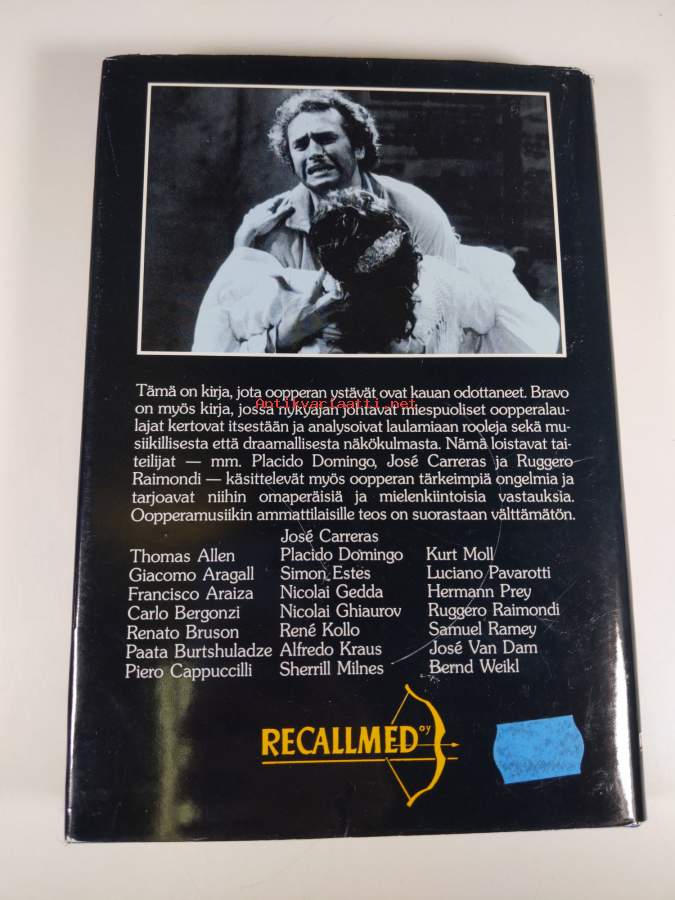 Tämä on kirja, jota oopperan ystävät ovat kauan odottaneet. Bravo
Antikvariaatti.net
on myös kirja, jossa nykyajan johtavat miespuoliset oopperalau-
lajat kertovat itsestään ja analysoivat laulamiaan rooleja sekä mu-
siikillisesta että draamallisesta näkökulmasta. Nämä loistavat tai-
teilijat — mm. Placido Domingo, José Carreras ja Ruggero
Raimondi — käsittelevät myös oopperan tärkeimpiä ongelmia ja
tarjoavat niihin omaperäisiä ja mielenkiintoisia vastauksia.
Oopperamusiikin ammattilaisille teos on suorastaan välttämätön.
José Carreras
Thomas Allen Placido Domingo Kurt Moll
Giacomo Aragall Simon Estes Luciano Pavarotti
Francisco Araiza Nicolai Gedda Hermann Prey
Carlo Bergonzi Nicolai Ghiaurov Ruggero Raimondi
Renato Bruson René Kollo Samuel Ramey
Paata Burtshuladze Alfredo Kraus José Van Dam
Piero Cappuccilli Sherrill Milnes Bernd Weikl
RECALLMED OY